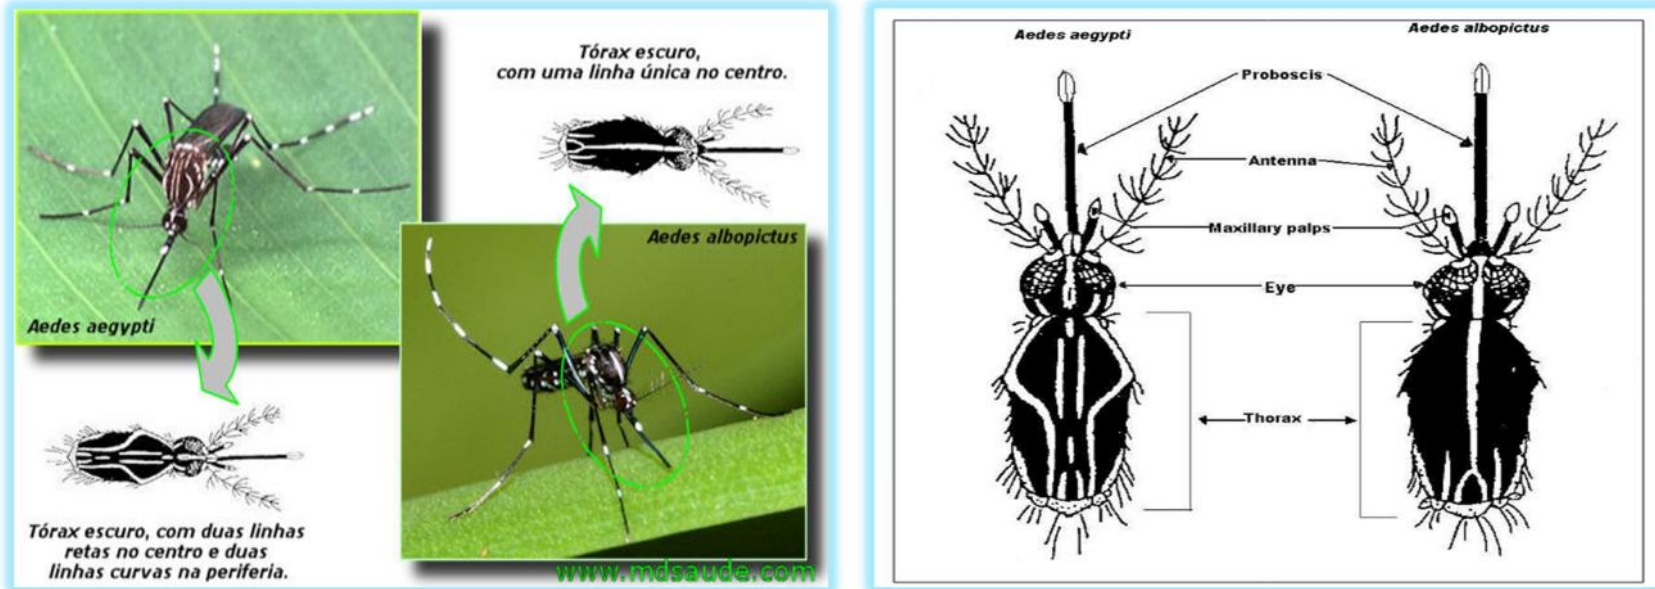 Tórax escuro,
com uma linha única no centro.
Aedes aegypti
Aedes albopictus
Tórax escuro, com duas linhas
retas no centro e duas
linhas curvas na periferia.
www.mdsaude.com
Aedes aegypti
Aedes albopictus
Proboscis
Antenna
Maxillary palps
Eye
Thorax